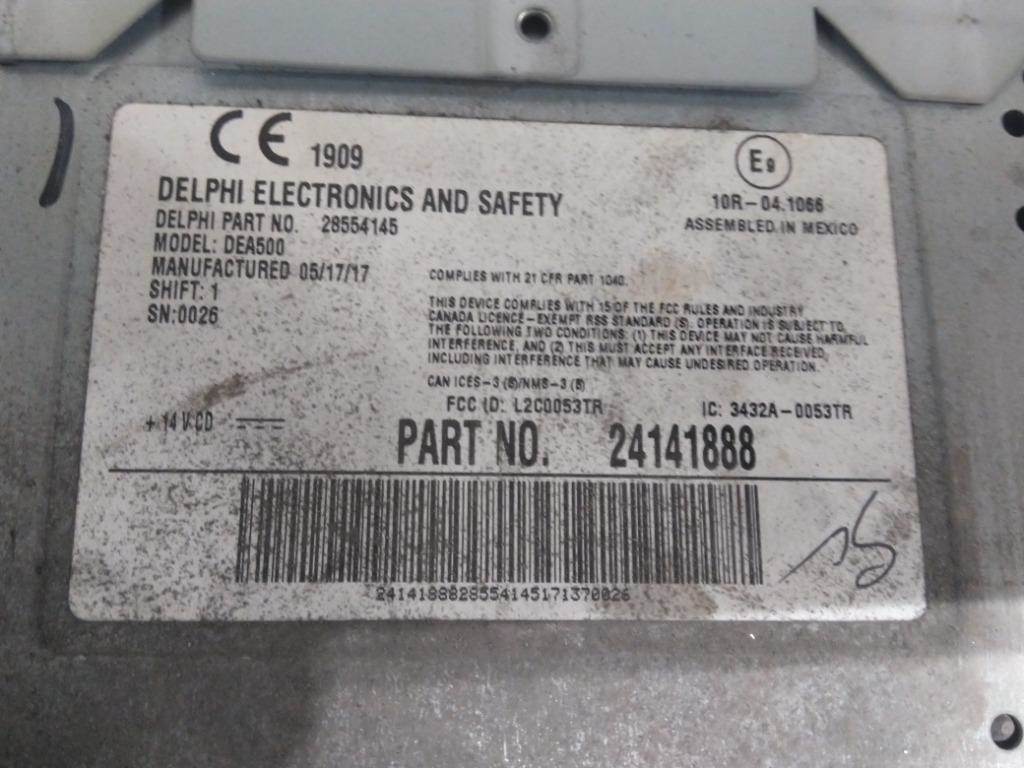 CE 1909
E9
DELPHI ELECTRONICS AND SAFETY
10R-04.1066
DELPHI PART NO. 28554145
ASSEMBLED IN MEXICO
MODEL: DEA500
MANUFACTURED 05/17/17
SHIFT: 1
SN:0026
COMPLIES WITH 21 CFR PART 1040.
THIS DEVICE COMPLIES WITH 15 OF THE FCC RULES AND INDUSTRY
CANADA LICENCE-EXEMPT RSS STANDARD (S). OPERATION IS SUBJECT TO
THE FOLLOWING TWO CONDITIONS: (1) THIS DEVICE MAY NOT CAUSE HARMFUL
INTERFERENCE, AND (2) THIS MUST ACCEPT ANY INTERFACE RECEIVED,
INCLUDING INTERFERENCE THAT MAY CAUSE UNDESIRED OPERATION.
CAN ICES-3 (B)/NMB-3 (B)
FCC ID: L2C0053TR IC: 3432A-0053TR
+ 14 V CD
PART NO. 24141888
2414188828554145171370026